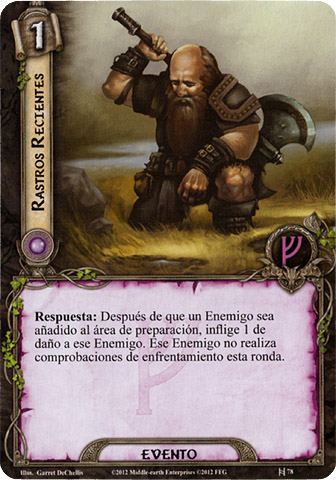 1
Rastros Recientes
Respuesta: Después de que un Enemigo sea
añadido al área de preparación, inflige 1 de
daño a ese Enemigo. Ese Enemigo no realiza
comprobaciones de enfrentamiento esta ronda.
EVENTO
Illus. Garret DeChellis
©2012 Middle-earth Enterprises ©2012 FFG
78